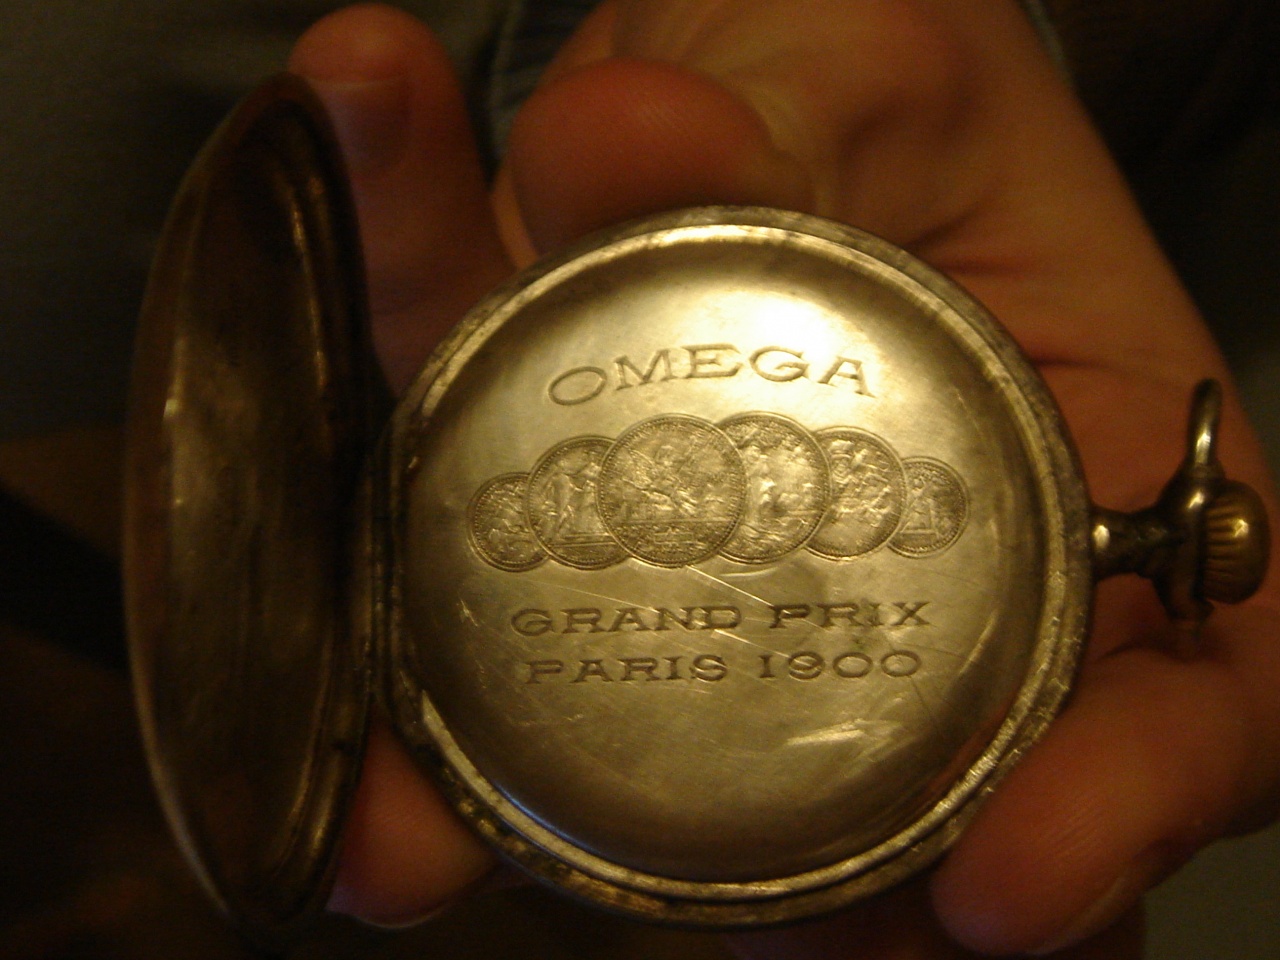 OMEGA
GRAND PRIX
PARIS 1900